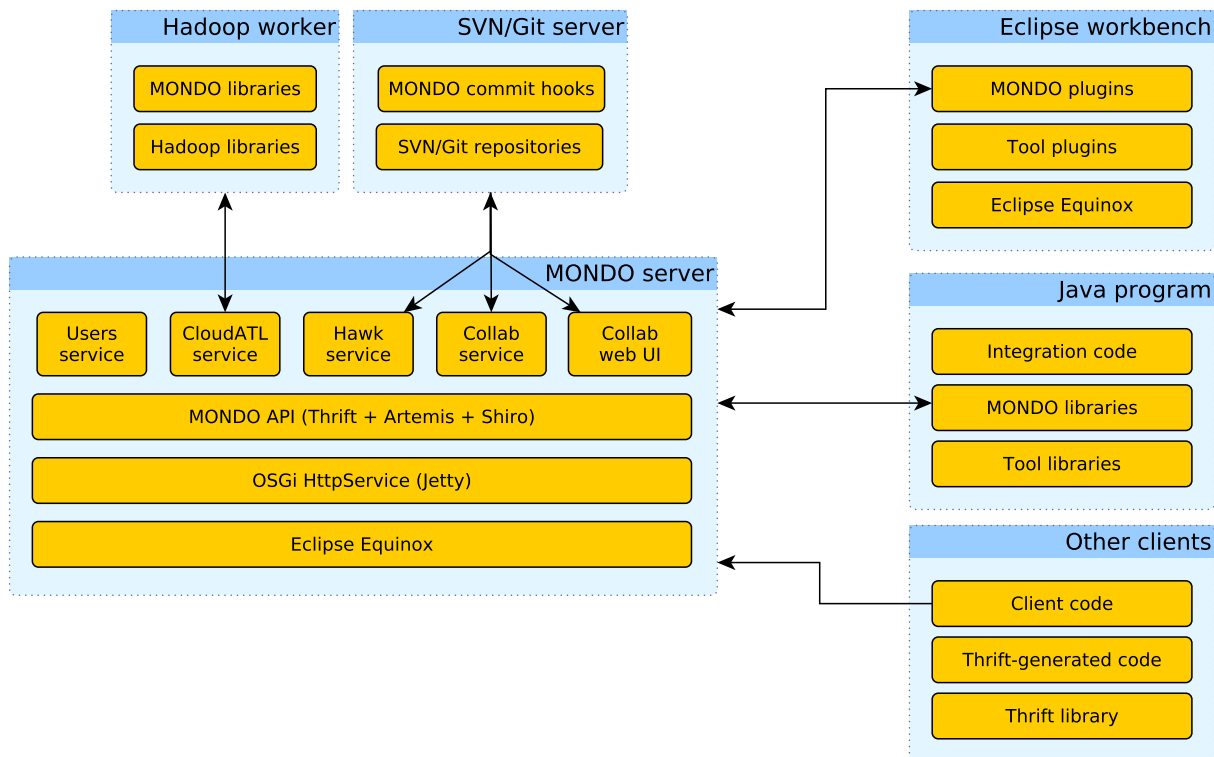 Hadoop worker
MONDO libraries
Hadoop libraries
SVN/Git server
MONDO commit hooks
SVN/Git repositories
MONDO server
Users
service
CloudATL
service
Hawk
service
Collab
service
Collab
web UI
MONDO API (Thrift + Artemis + Shiro)
OSGi HttpService (Jetty)
Eclipse Equinox
Eclipse workbench
MONDO plugins
Tool plugins
Eclipse Equinox
Java program
Integration code
MONDO libraries
Tool libraries
Other clients
Client code
Thrift-generated code
Thrift library